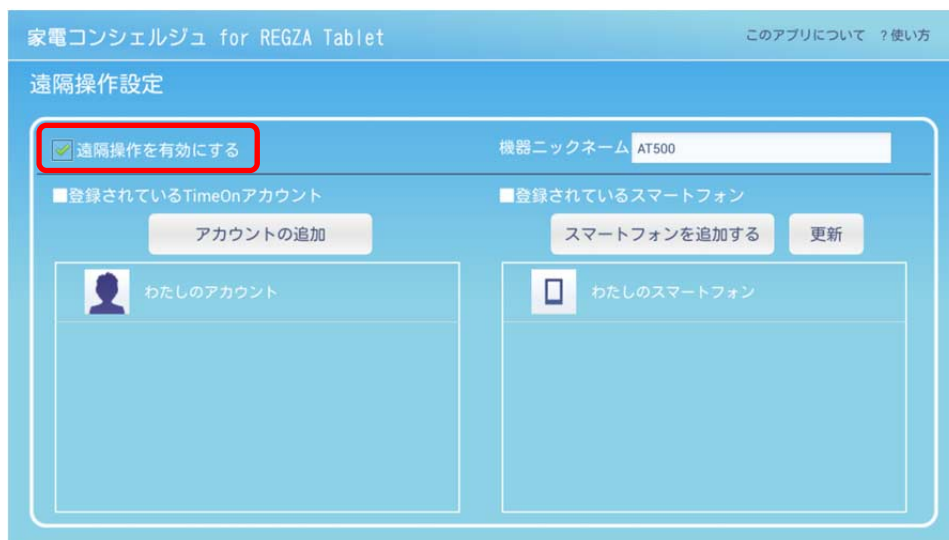 家電コンシェルジュ for REGZA Tablet
このアプリについて ?使い方
遠隔操作設定
遠隔操作を有効にする
機器ニックネーム AT500
■登録されているTimeOnアカウント
■登録されているスマートフォン
アカウントの追加
スマートフォンを追加する
更新
わたしのアカウント
わたしのスマートフォン